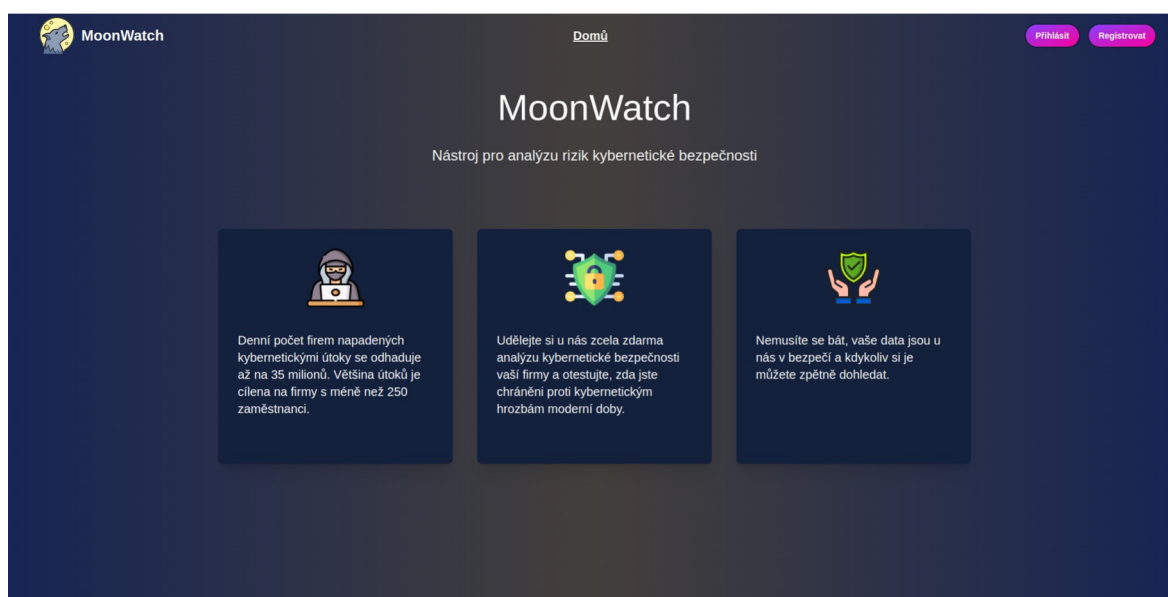 MoonWatch
Domů
Přihlásit
Registrovat
MoonWatch
Nástroj pro analýzu rizik kybernetické bezpečnosti
Denní počet firem napadených
kybernetickými útoky se odhaduje
až na 35 milionů. Většina útoků je
cílena na firmy s méně než 250
zaměstnanci.
Udělejte si u nás zcela zdarma
analýzu kybernetické bezpečnosti
vaší firmy a otestujte, zda jste
chráněni proti kybernetickým
hrozbám moderní doby.
Nemusíte se bát, vaše data jsou u
nás v bezpečí a kdykoliv si je
můžete zpětně dohledat.